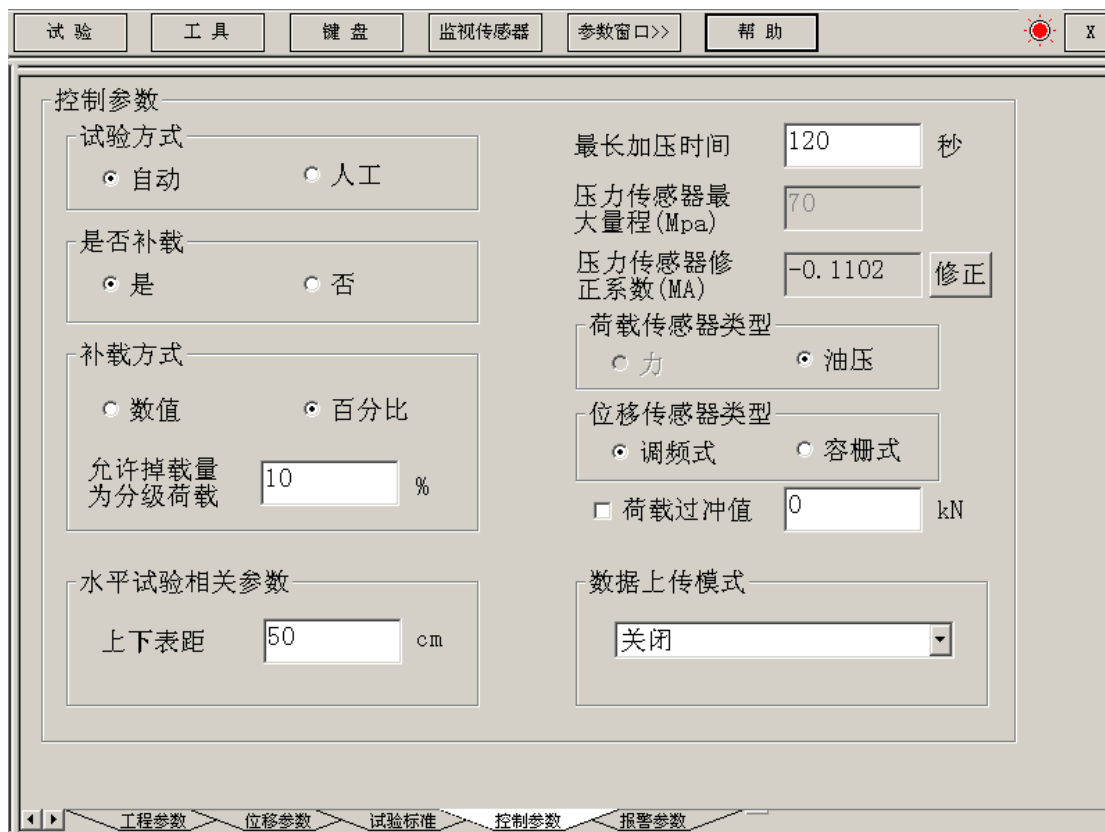 试 验
工 具
键 盘
监视传感器
参数窗口>>
帮 助
X
控制参数
试验方式
自动
人工
是否补载
是
否
补载方式
数值
百分比
允许掉载量
为分级荷载
10
%
水平试验相关参数
上下表距
50
cm
最长加压时间
120
秒
压力传感器最
大量程(Mpa)
70
压力传感器修
正系数(MA)
-0.1102
修正
荷载传感器类型
力
油压
位移传感器类型
调频式
容栅式
荷载过冲值
0
kN
数据上传模式
关闭
工程参数
位移参数
试验标准
控制参数
报警参数